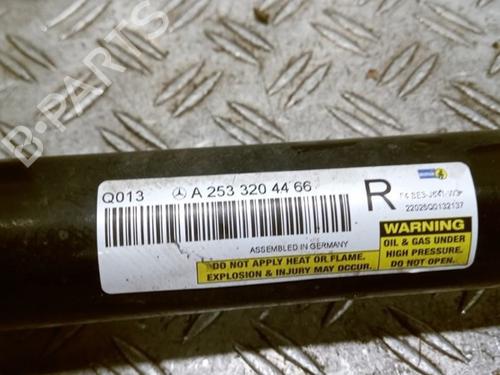 B-Parts
Q013 A 253 320 44 66
R
22025Q0132137
ASSEMBLED IN GERMANY
DO NOT APPLY HEAT OR FLAME.
EXPLOSION & INJURY MAY OCCUR.
WARNING
OIL & GAS UNDER
HIGH PRESSURE.
DO NOT OPEN.